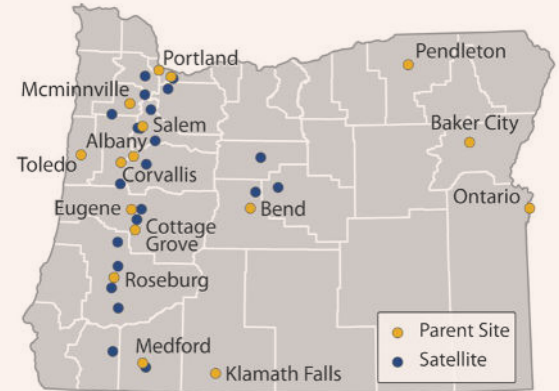 Portland
Pendleton
Mcminnville
Salem
Baker City
Albany
Toledo
Corvallis
Ontario
Eugene
Bend
Cottage
Grove
Roseburg
Parent Site
Medford
Satellite
Klamath Falls